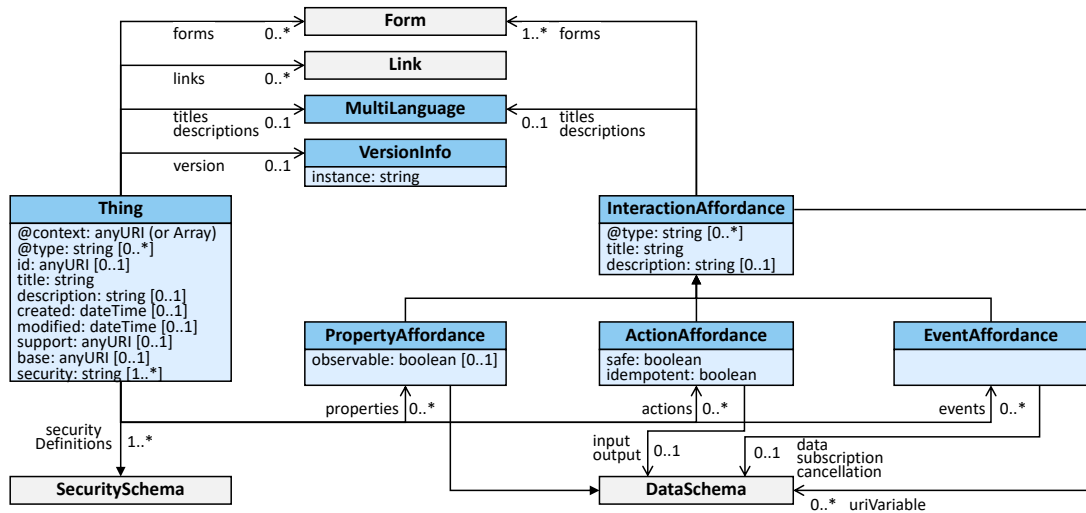 Form
forms 0..*
1..* forms
Link
links 0..*
MultiLanguage
titles
descriptions 0..1
0..1 titles
descriptions
VersionInfo
instance: string
version 0..1
Thing
@context: anyURI (or Array)
@type: string [0..*]
id: anyURI [0..1]
title: string
description: string [0..1]
created: dateTime [0..1]
modified: dateTime [0..1]
support: anyURI [0..1]
base: anyURI [0..1]
security: string [1..*]
InteractionAffordance
@type: string [0..*]
title: string
description: string [0..1]
PropertyAffordance
observable: boolean [0..1]
ActionAffordance
safe: boolean
idempotent: boolean
EventAffordance
properties 0..*
actions 0..*
events 0..*
security
Definitions 1..*
input
output 0..1
0..1 data
subscription
cancellation
SecuritySchema
DataSchema
0..* uriVariable